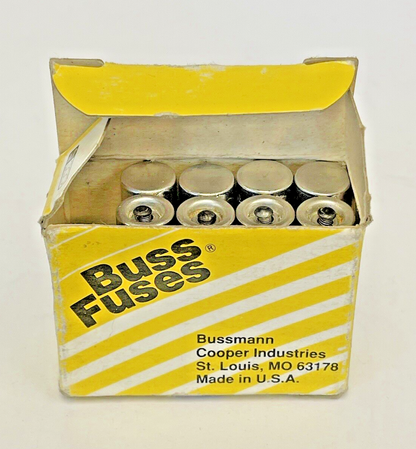 Buss®
Fuses
Bussmann
Cooper Industries
St. Louis, MO 63178
Made in U.S.A.